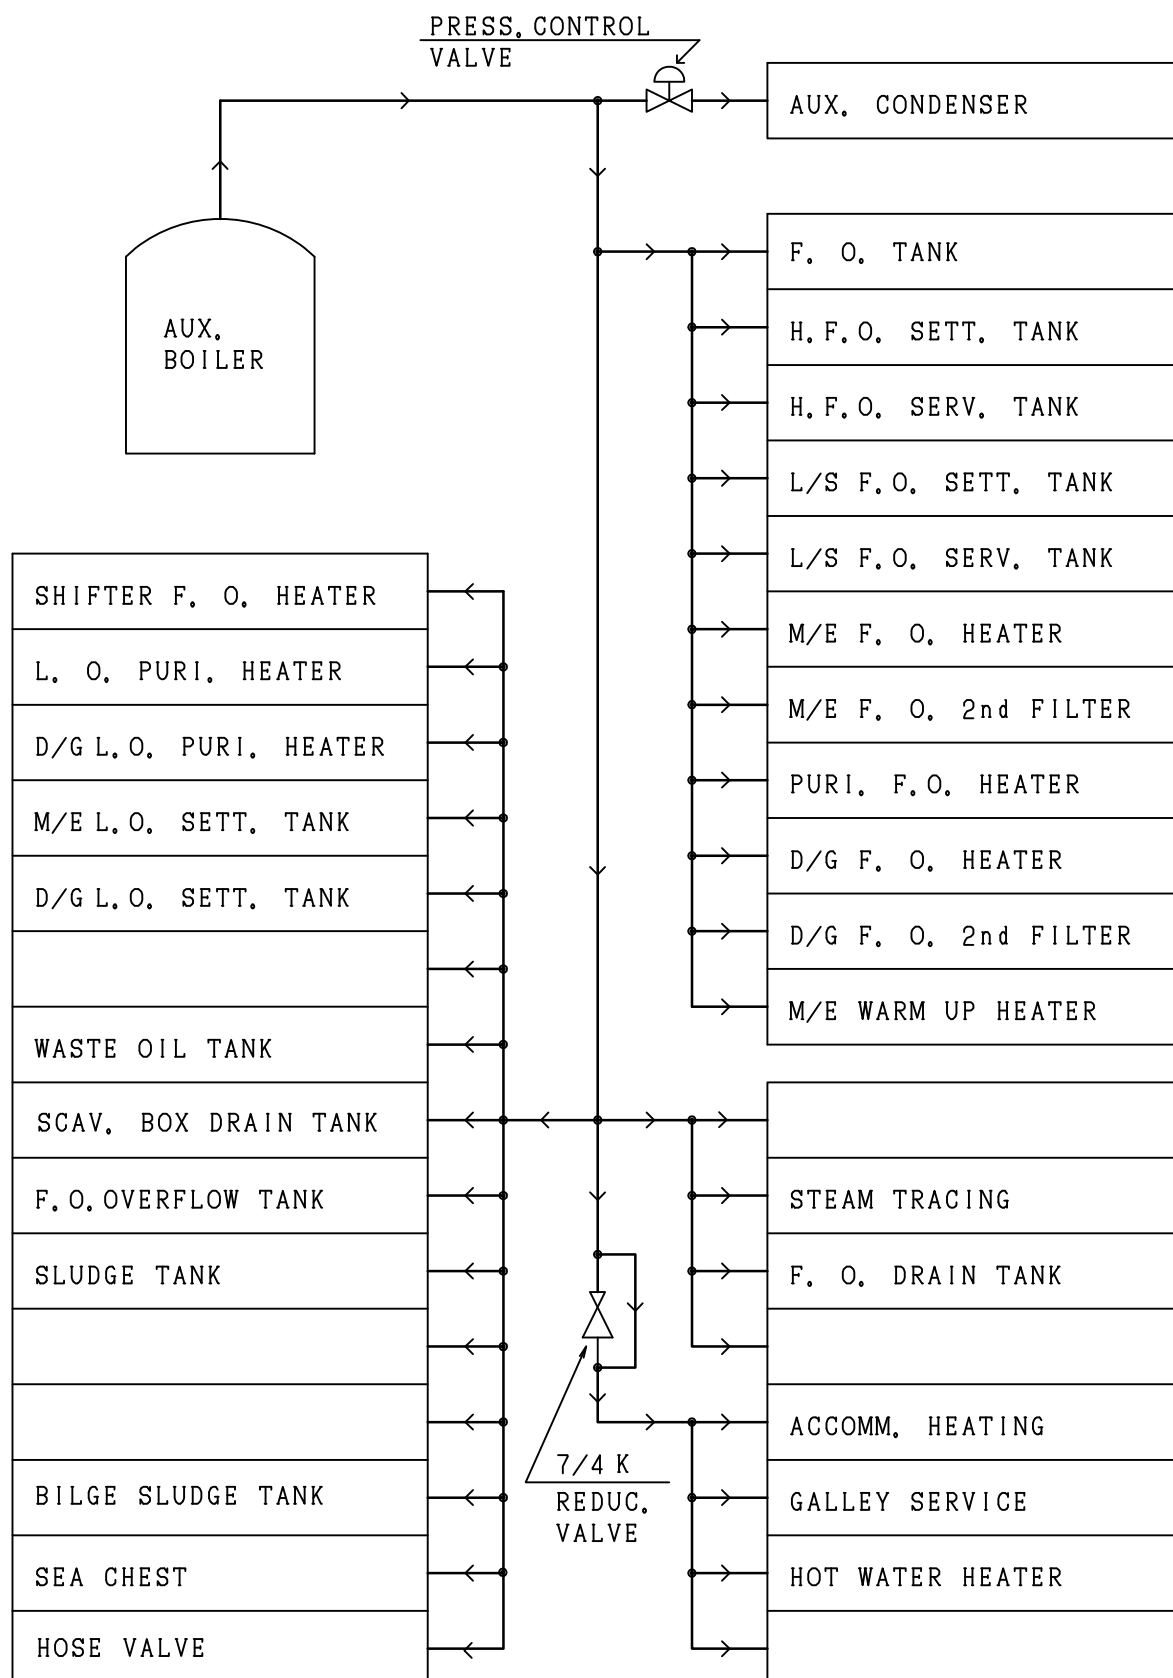 PRESS. CONTROL
VALVE
AUX. CONDENSER
AUX.
BOILER
F. O. TANK
H.F.O. SETT. TANK
H.F.O. SERV. TANK
L/S F.O. SETT. TANK
L/S F.O. SERV. TANK
M/E F. O. HEATER
M/E F. O. 2nd FILTER
PURI. F.O. HEATER
D/G F. O. HEATER
D/G F. O. 2nd FILTER
M/E WARM UP HEATER
SHIFTER F. O. HEATER
L. O. PURI. HEATER
D/G L.O. PURI. HEATER
M/E L.O. SETT. TANK
D/G L.O. SETT. TANK
WASTE OIL TANK
SCAV. BOX DRAIN TANK
F.O.OVERFLOW TANK
SLUDGE TANK
BILGE SLUDGE TANK
SEA CHEST
HOSE VALVE
STEAM TRACING
F. O. DRAIN TANK
7/4 K
REDUC.
VALVE
ACCOMM. HEATING
GALLEY SERVICE
HOT WATER HEATER